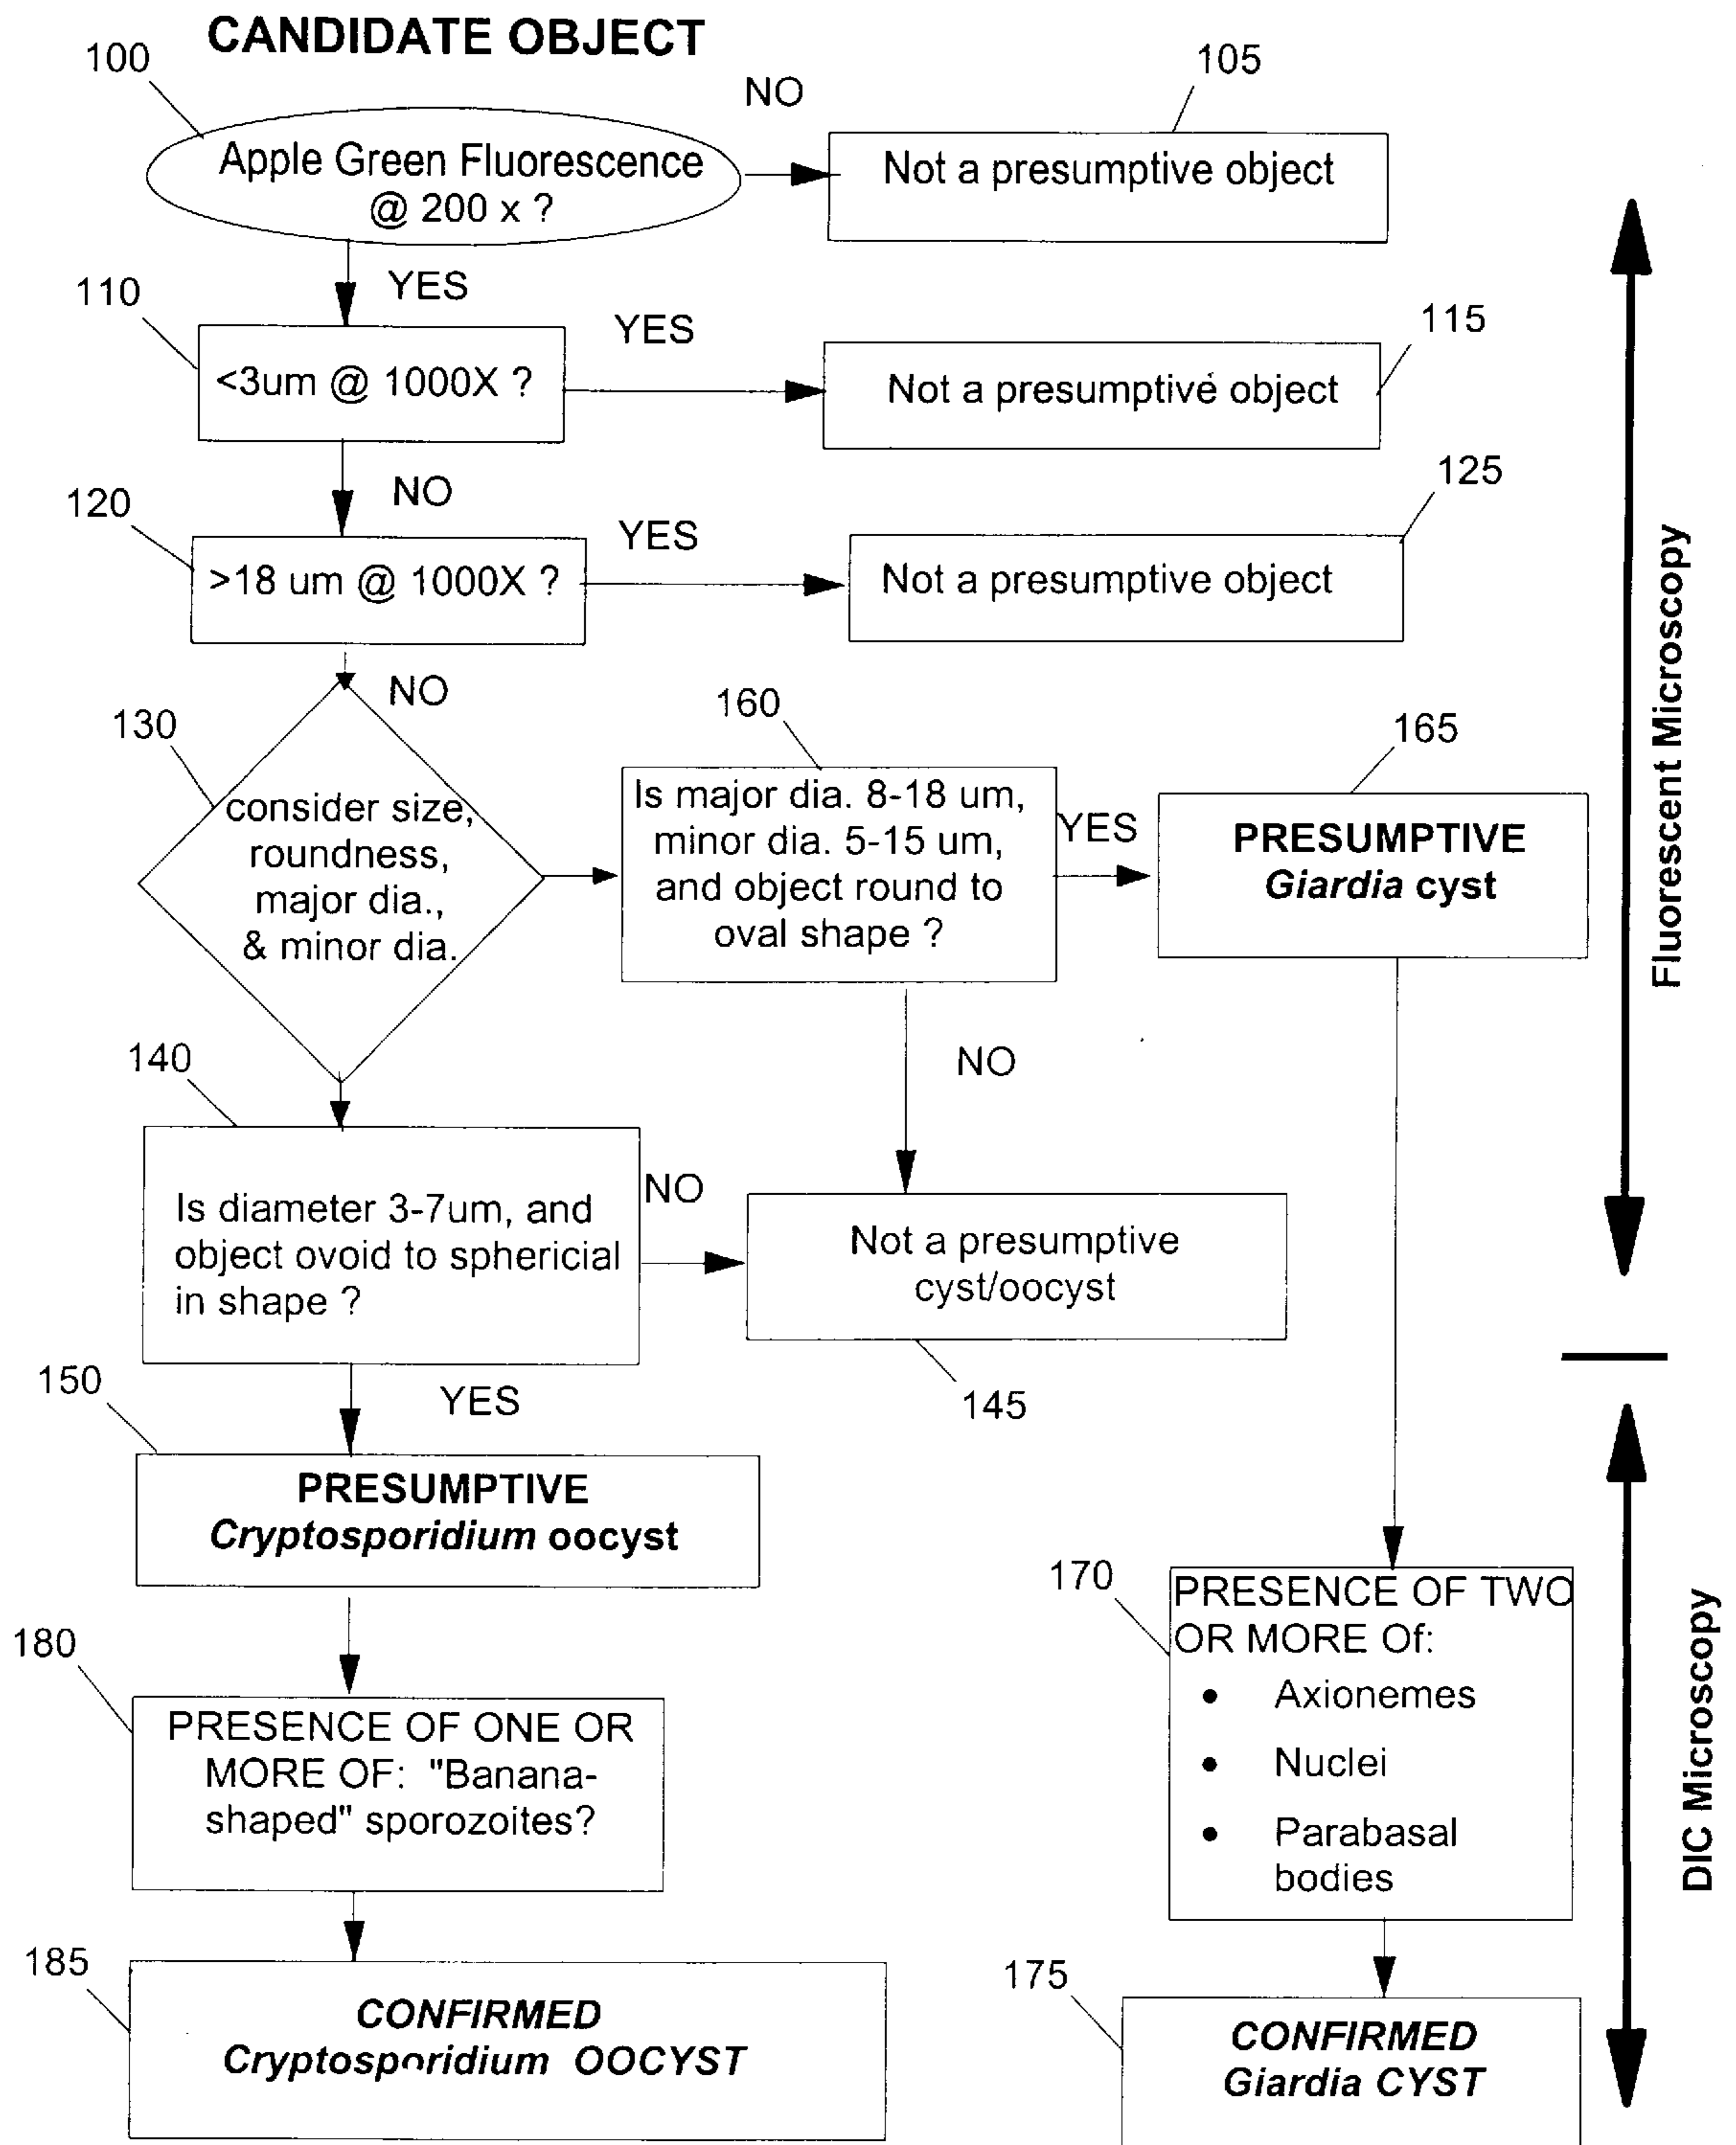 CANDIDATE OBJECT
100
NO
105
Apple Green Fluorescence
@ 200 x ?
Not a presumptive object
YES
110
YES
115
<3um @ 1000X ?
Not a presumptive object
NO
120
YES
125
>18 um @ 1000X ?
Not a presumptive object
NO
130
consider size,
roundness,
major dia.,
& minor dia.
160
Is major dia. 8-18 um,
minor dia. 5-15 um,
and object round to
oval shape ?
YES
165
PRESUMPTIVE
Giardia cyst
NO
140
Is diameter 3-7um, and
object ovoid to sphericial
in shape ?
NO
Not a presumptive
cyst/oocyst
145
YES
150
PRESUMPTIVE
Cryptosporidium oocyst
180
PRESENCE OF ONE OR
MORE OF: "Banana-
shaped" sporozoites?
170
PRESENCE OF TWO
OR MORE Of:
• Axionemes
• Nuclei
• Parabasal
bodies
185
CONFIRMED
Cryptosporidium OOCYST
175
CONFIRMED
Giardia CYST
Fluorescent Microscopy
DIC Microscopy